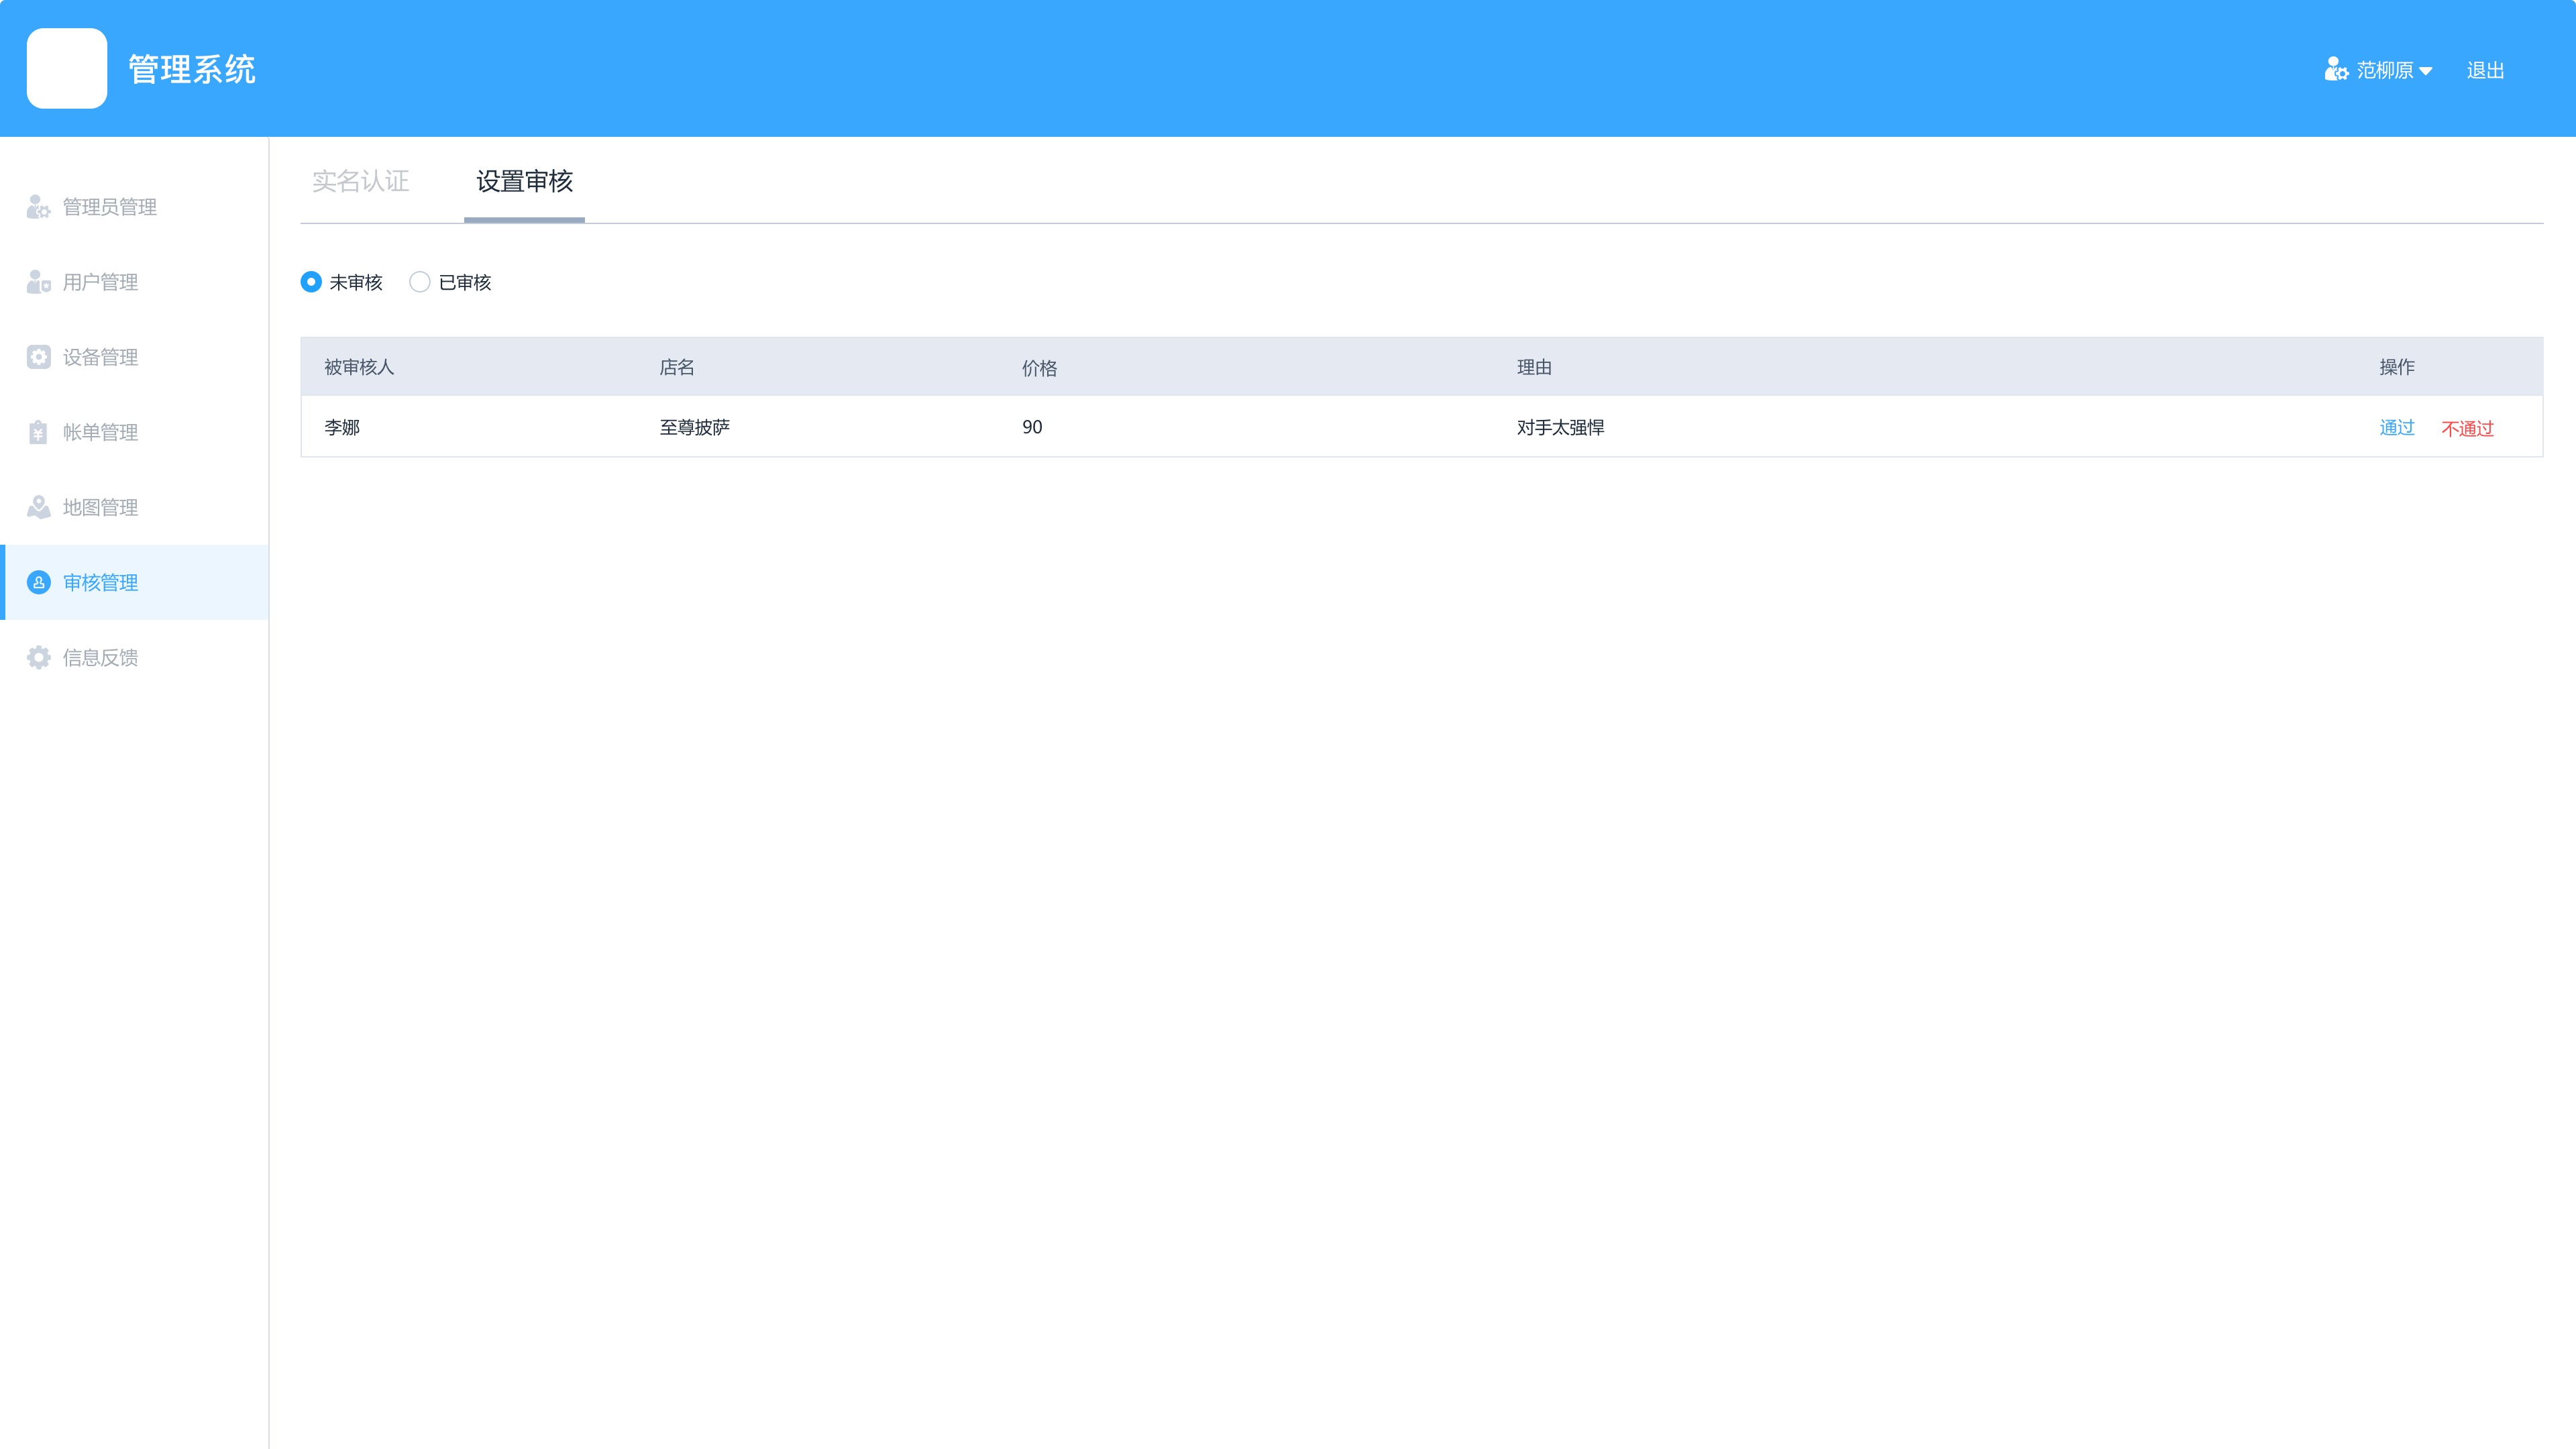 管理系统
范柳原
退出
管理员管理
用户管理
设备管理
帐单管理
地图管理
审核管理
信息反馈
实名认证 设置审核
未审核 已审核
被审核人 店名 价格 理由 操作
李娜 至尊披萨 90 对手太强悍 通过 不通过